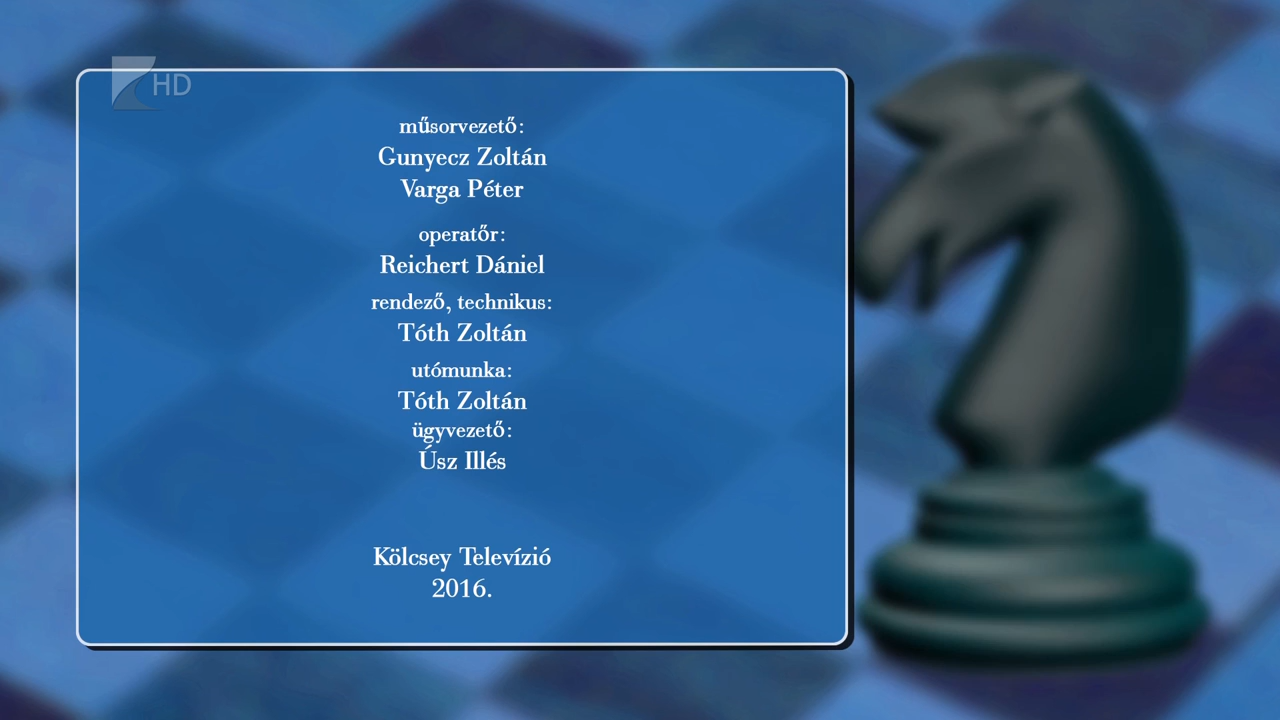 HD
műsorvezető:
Gunyecz Zoltán
Varga Péter
operatőr:
Reichert Dániel
rendező, technikus:
Tóth Zoltán
utómunka:
Tóth Zoltán
ügyvezető:
Úsz Illés
Kölcsey Televízió
2016.